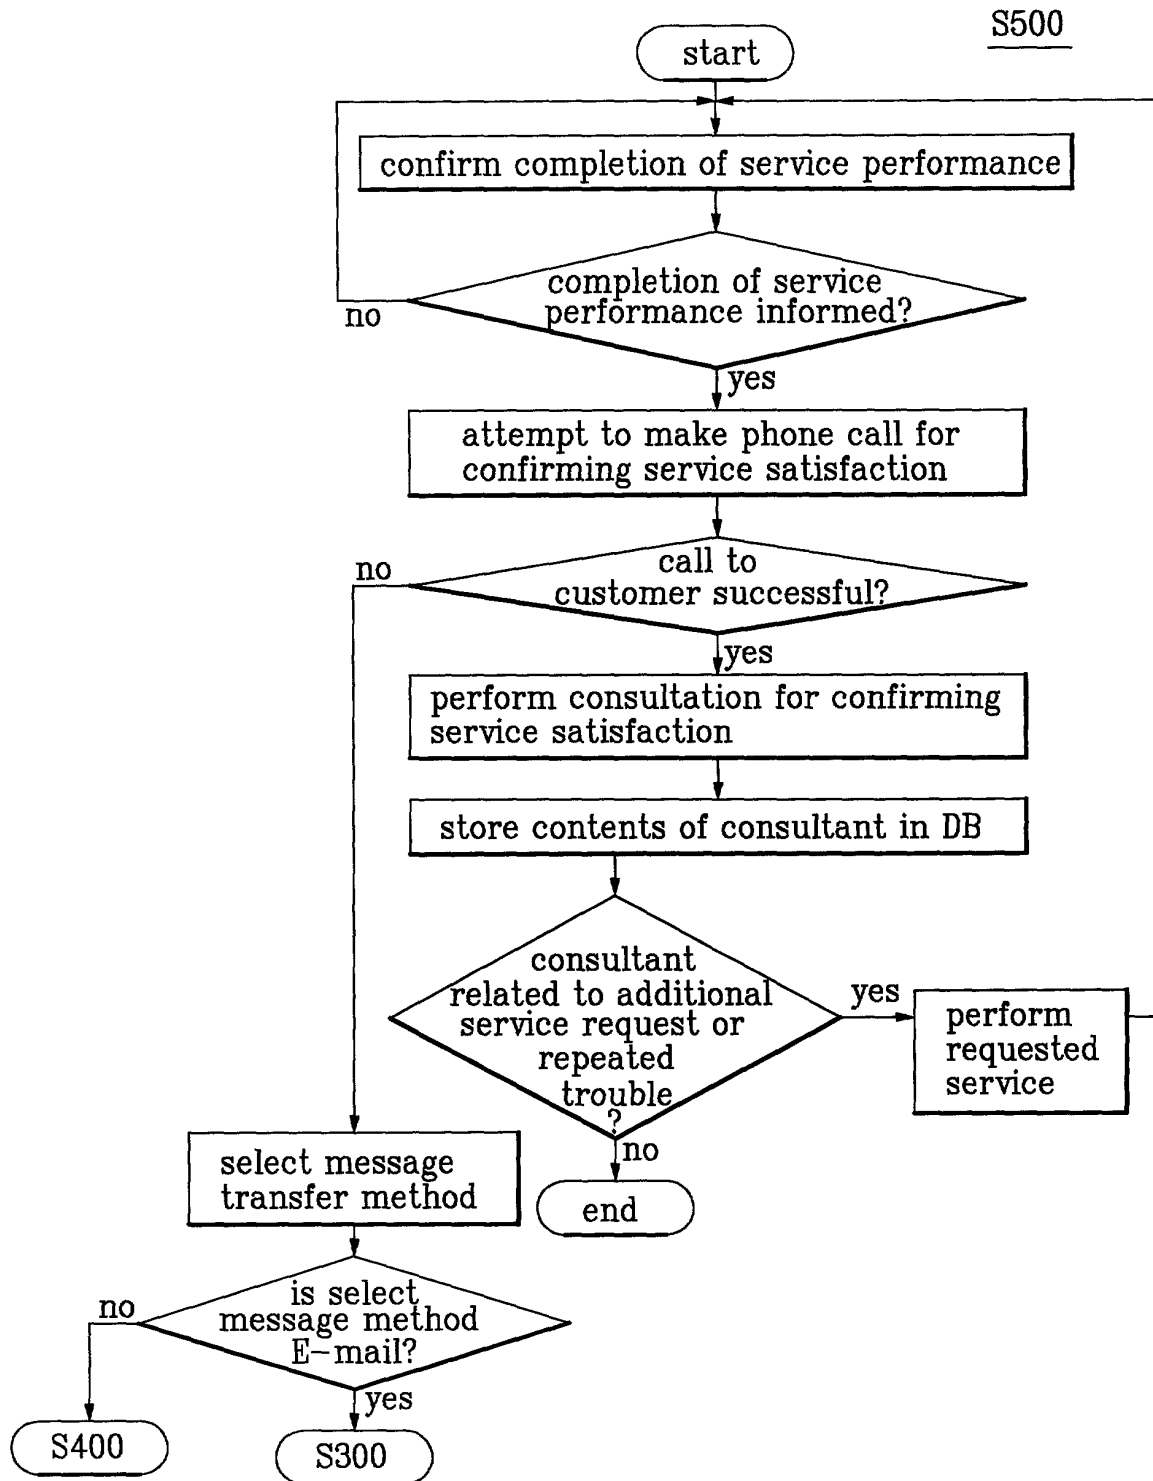 S500
start
confirm completion of service performance
completion of service
performance informed?
no
yes
attempt to make phone call for
confirming service satisfaction
call to
customer successful?
no
yes
perform consultation for confirming
service satisfaction
store contents of consultant in DB
consultant
related to additional
service request or
repeated
trouble
?
yes
perform
requested
service
no
end
select message
transfer method
is select
message method
E-mail?
no
yes
S400
S300